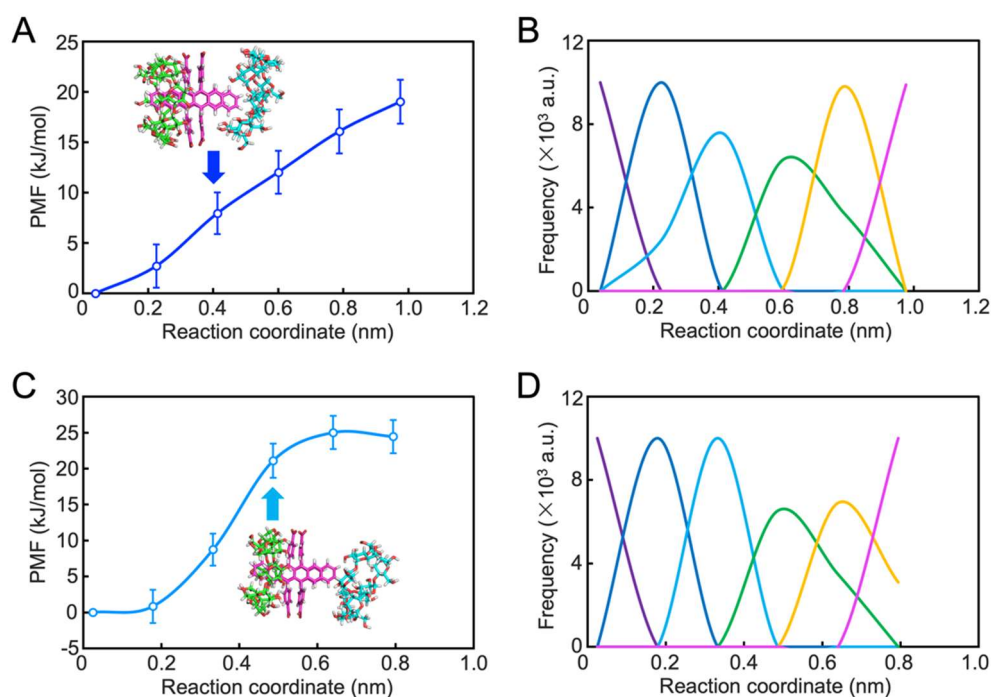 A
PMF (kJ/mol)
25
20
15
10
5
0
0 0.2 0.4 0.6 0.8 1.0 1.2
Reaction coordinate (nm)
B
Frequency (×10³ a.u.)
12
8
4
0
0 0.2 0.4 0.6 0.8 1.0 1.2
Reaction coordinate (nm)
C
PMF (kJ/mol)
30
25
20
15
10
5
0
-5
0 0.2 0.4 0.6 0.8 1.0
Reaction coordinate (nm)
D
Frequency (×10³ a.u.)
12
8
4
0
0 0.2 0.4 0.6 0.8 1.0
Reaction coordinate (nm)